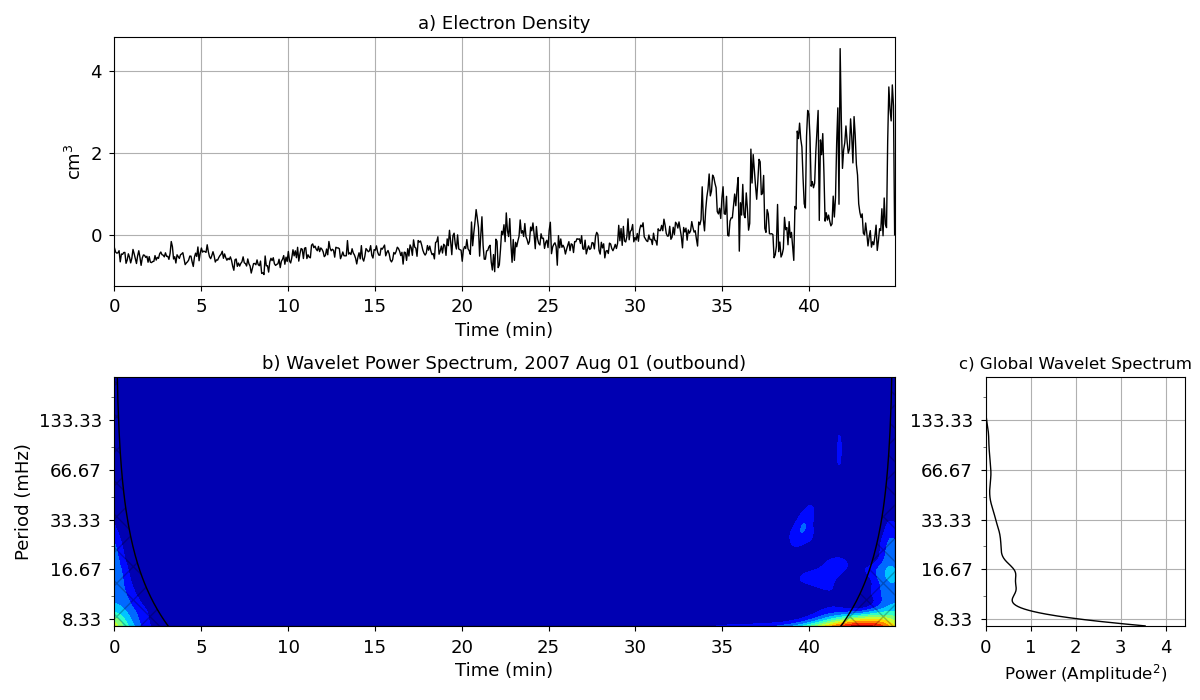 a) Electron Density
4
2
0
cm³
0 5 10 15 20 25 30 35 40
Time (min)
b) Wavelet Power Spectrum, 2007 Aug 01 (outbound)
133.33
66.67
33.33
16.67
8.33
Period (mHz)
0 5 10 15 20 25 30 35 40
Time (min)
c) Global Wavelet Spectrum
133.33
66.67
33.33
16.67
8.33
0 1 2 3 4
Power (Amplitude²)